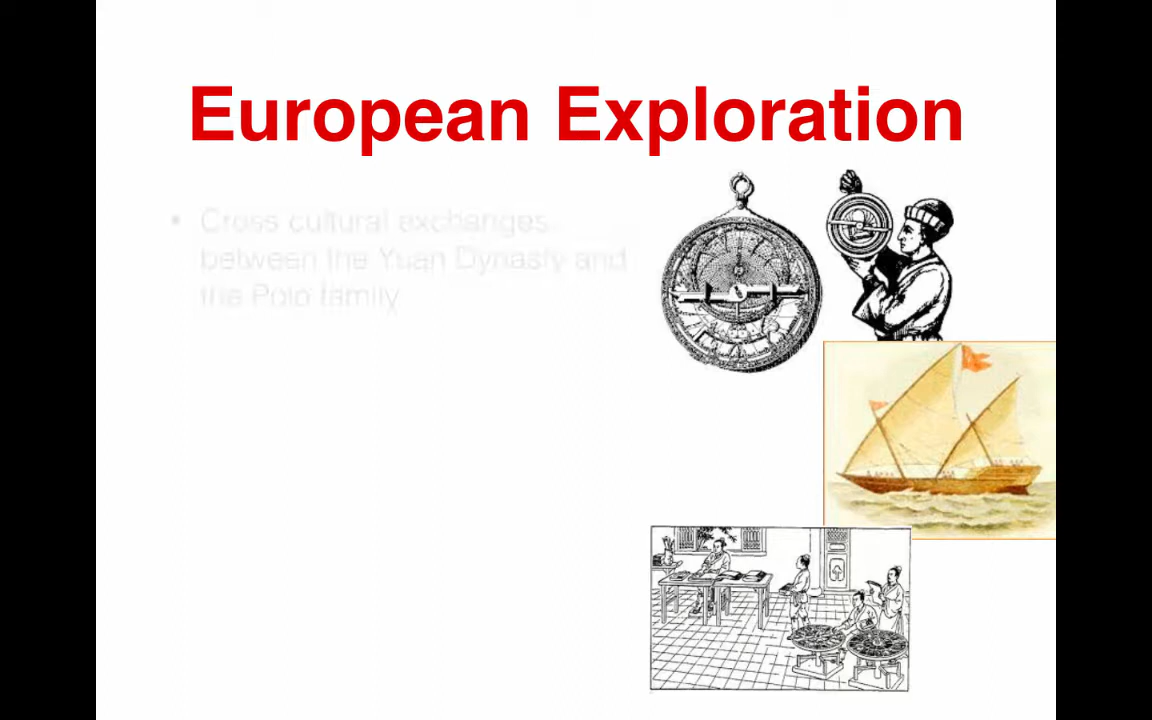 European Exploration
• Cross cultural exchanges
between the Yuan Dynasty and
the Polo family